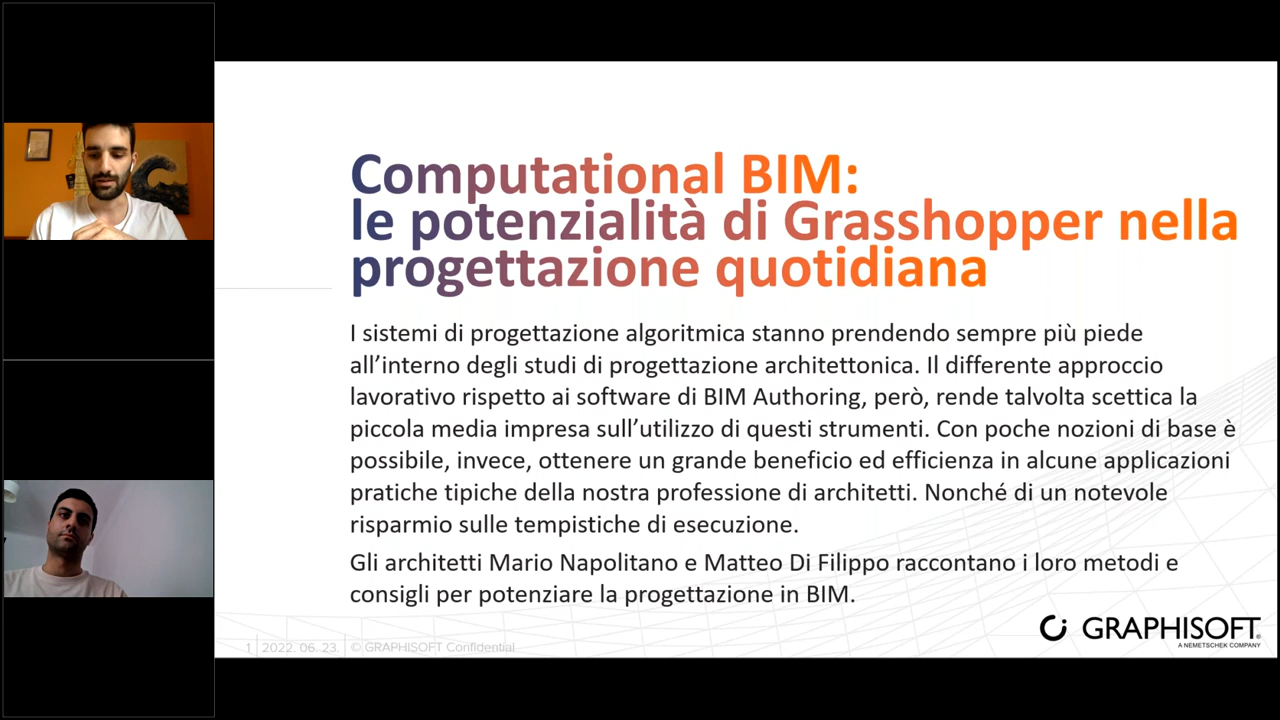 Computational BIM:
le potenzialità di Grasshopper nella
progettazione quotidiana
I sistemi di progettazione algoritmica stanno prendendo sempre più piede
all’interno degli studi di progettazione architettonica. Il differente approccio
lavorativo rispetto ai software di BIM Authoring, però, rende talvolta scettica la
piccola media impresa sull’utilizzo di questi strumenti. Con poche nozioni di base è
possibile, invece, ottenere un grande beneficio ed efficienza in alcune applicazioni
pratiche tipiche della nostra professione di architetti. Nonché di un notevole
risparmio sulle tempistiche di esecuzione.
Gli architetti Mario Napolitano e Matteo Di Filippo raccontano i loro metodi e
consigli per potenziare la progettazione in BIM.
GRAPHISOFT®
A NEMETSCHEK COMPANY
1 | 2022. 06. 23. | © GRAPHISOFT Confidential